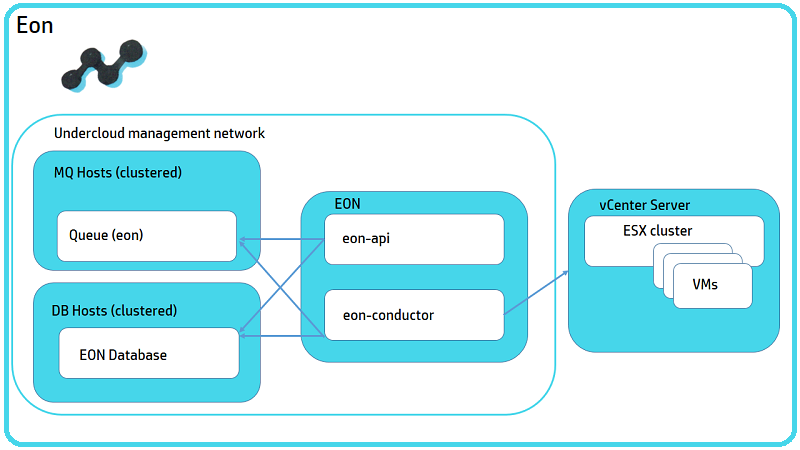 Eon
Undercloud management network
MQ Hosts (clustered)
Queue (eon)
DB Hosts (clustered)
EON Database
EON
eon-api
eon-conductor
vCenter Server
ESX cluster
VMs